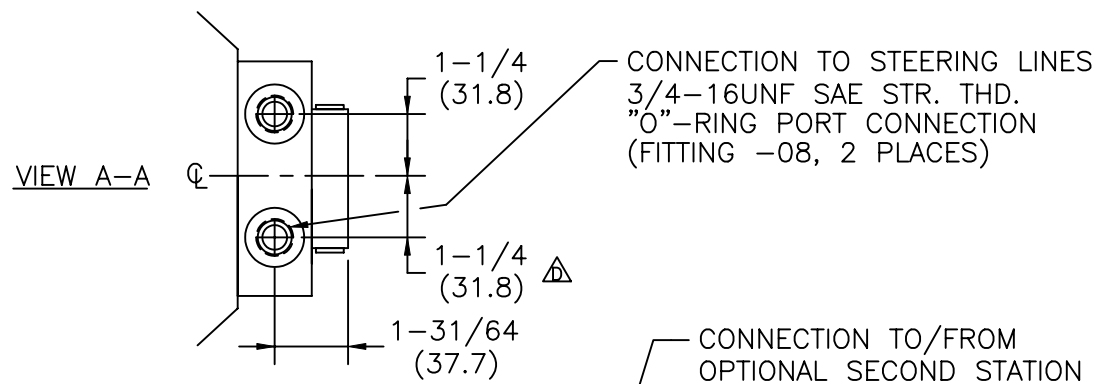 1-1/4
(31.8)
CONNECTION TO STEERING LINES
3/4-16UNF SAE STR. THD.
"O"-RING PORT CONNECTION
(FITTING -08, 2 PLACES)
VIEW A-A ℄
1-1/4
(31.8) D
1-31/64
(37.7)
CONNECTION TO/FROM
OPTIONAL SECOND STATION